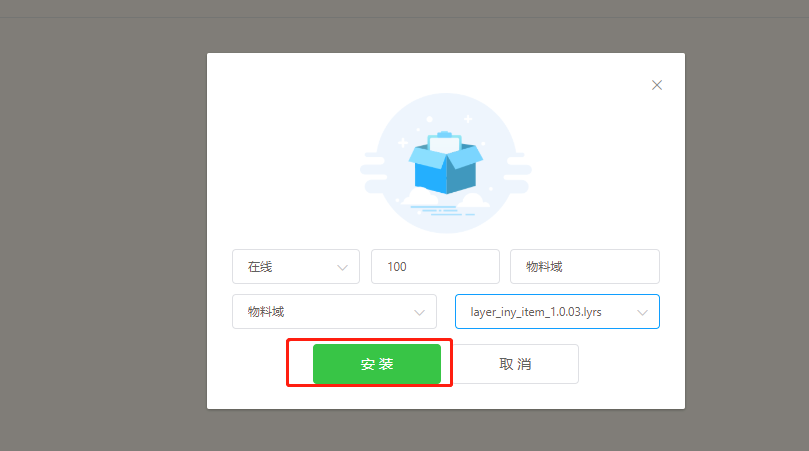 在线 100 物料域
物料域 layer_iny_item_1.0.03.lyrs
安装 取消